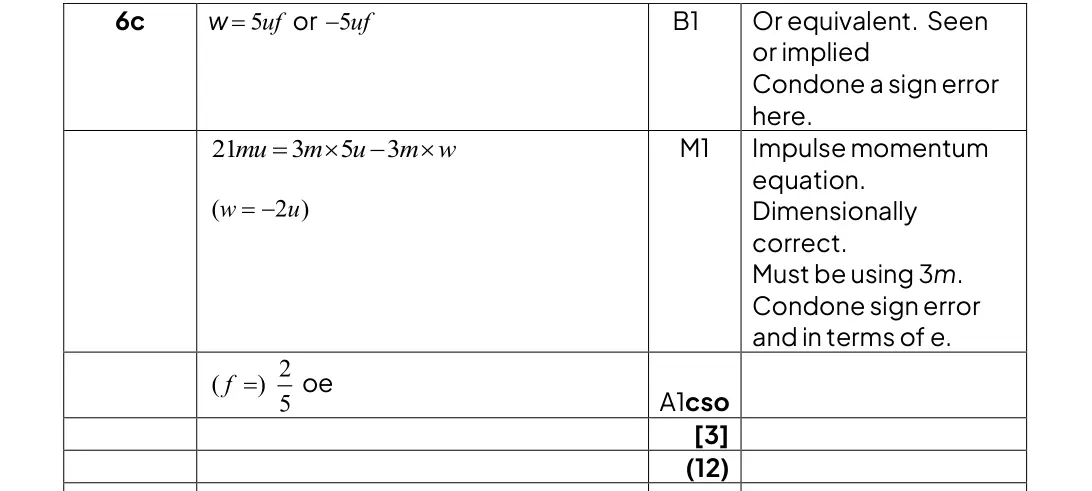 6c w = 5uf or −5uf B1 Or equivalent. Seen
or implied
Condone a sign error
here.
21mu = 3m×5u−3m×w M1 Impulse momentum
equation.
(w = −2u) Dimensionally
correct.
Must be using 3m.
Condone sign error
and in terms of e.
(f =) 2/5 oe A1cso
[3]
(12)